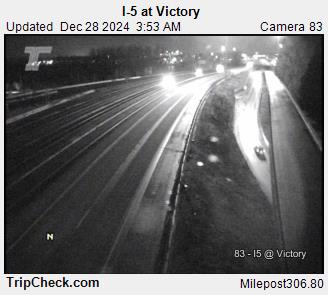 I-5 at Victory
Updated  Dec 28 2024  3:53 AM    Camera 83
T
N
83 - I5 @ Victory
TripCheck.com    Milepost306.80